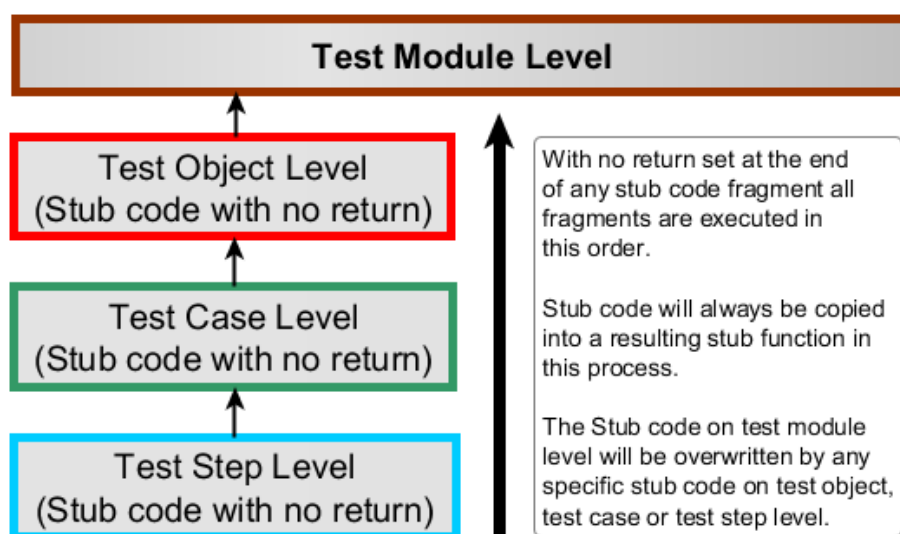 Test Module Level
Test Object Level
(Stub code with no return)
Test Case Level
(Stub code with no return)
Test Step Level
(Stub code with no return)
With no return set at the end
of any stub code fragment all
fragments are executed in
this order.
Stub code will always be copied
into a resulting stub function in
this process.
The Stub code on test module
level will be overwritten by any
specific stub code on test object,
test case or test step level.